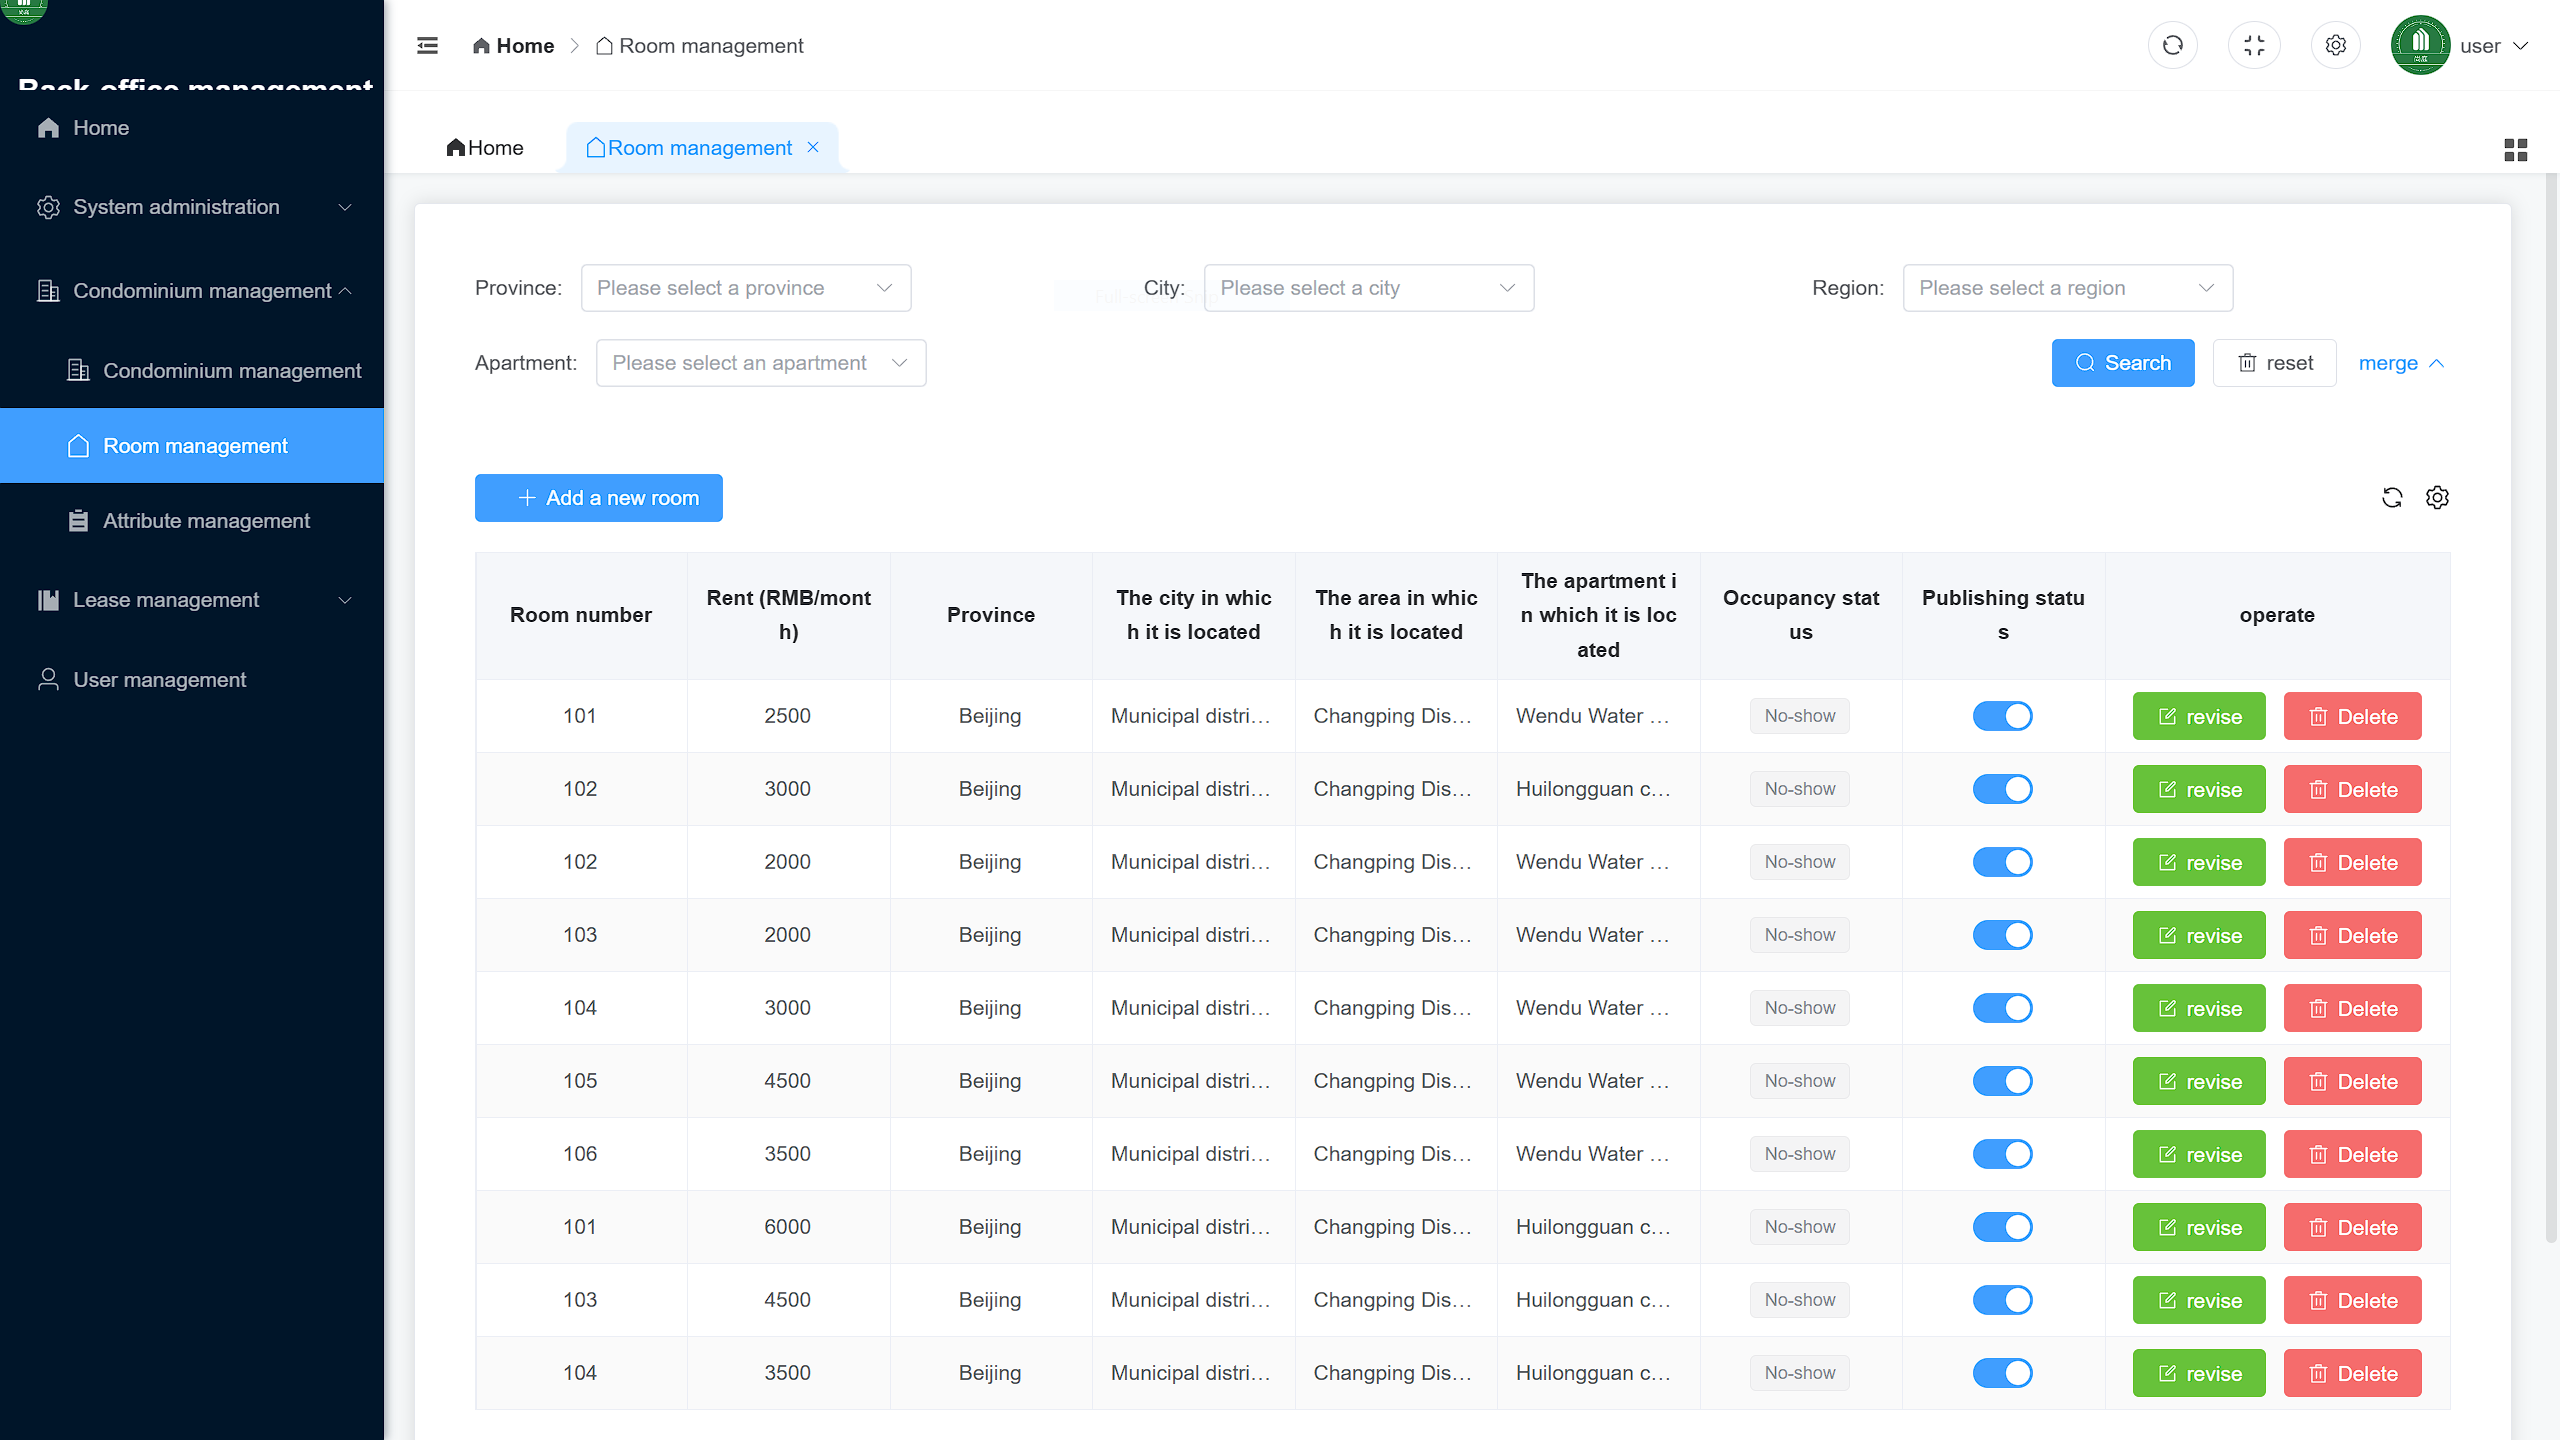 Back-office management
Home
System administration
Condominium management
Condominium management
Room management
Attribute management
Lease management
User management
Home
Room management
user
Home
Room management
Province:
Please select a province
City:
Please select a city
Region:
Please select a region
Apartment:
Please select an apartment
Search
reset
merge
Add a new room
Room number
Rent (RMB/mont
h)
Province
The city in whic
h it is located
The area in whic
h it is located
The apartment i
n which it is loc
ated
Occupancy stat
us
Publishing statu
s
operate
101 2500 Beijing Municipal distri... Changping Dis... Wendu Water ... No-show revise Delete
102 3000 Beijing Municipal distri... Changping Dis... Huilongguan c... No-show revise Delete
102 2000 Beijing Municipal distri... Changping Dis... Wendu Water ... No-show revise Delete
103 2000 Beijing Municipal distri... Changping Dis... Wendu Water ... No-show revise Delete
104 3000 Beijing Municipal distri... Changping Dis... Wendu Water ... No-show revise Delete
105 4500 Beijing Municipal distri... Changping Dis... Wendu Water ... No-show revise Delete
106 3500 Beijing Municipal distri... Changping Dis... Wendu Water ... No-show revise Delete
101 6000 Beijing Municipal distri... Changping Dis... Huilongguan c... No-show revise Delete
103 4500 Beijing Municipal distri... Changping Dis... Huilongguan c... No-show revise Delete
104 3500 Beijing Municipal distri... Changping Dis... Huilongguan c... No-show revise Delete